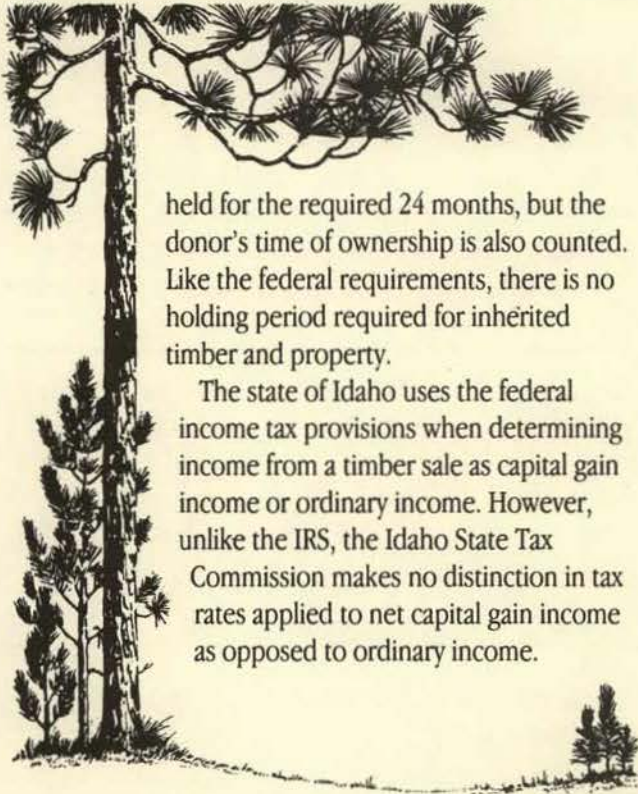 held for the required 24 months, but the
donor's time of ownership is also counted.
Like the federal requirements, there is no
holding period required for inherited
timber and property.
The state of Idaho uses the federal
income tax provisions when determining
income from a timber sale as capital gain
income or ordinary income. However,
unlike the IRS, the Idaho State Tax
Commission makes no distinction in tax
rates applied to net capital gain income
as opposed to ordinary income.